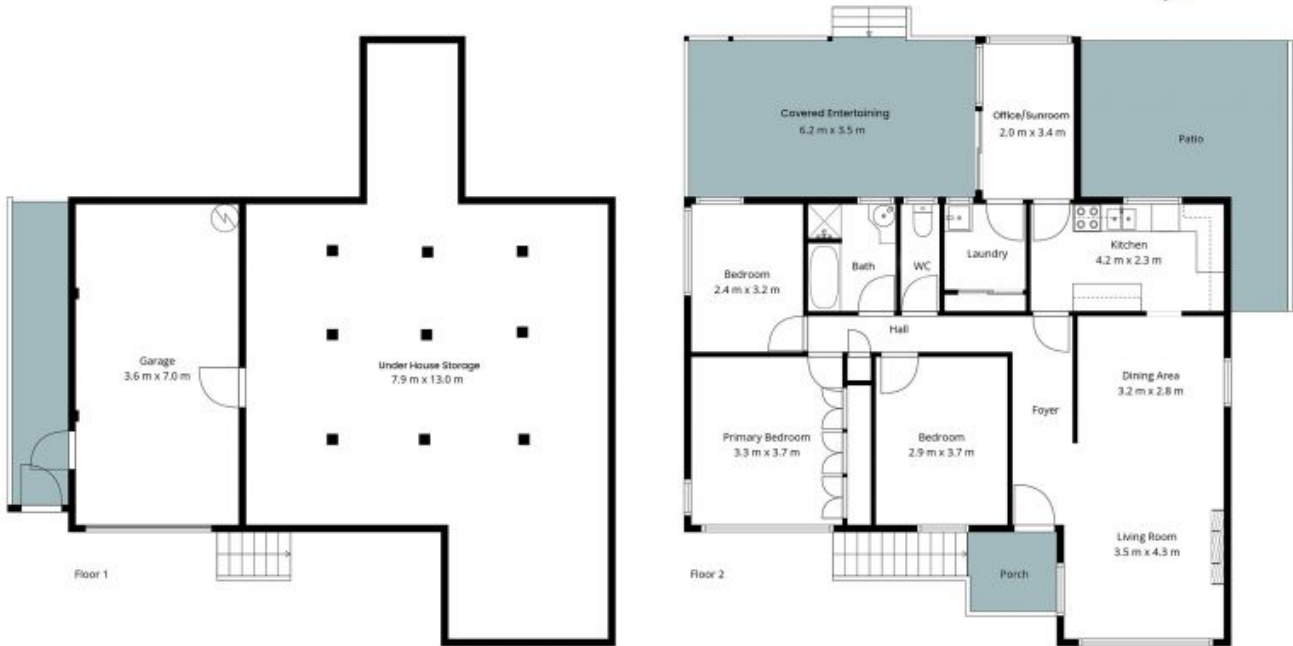 Garage
3.6 m x 7.0 m
Under House Storage
7.9 m x 13.0 m
Floor 1
Covered Entertaining
6.2 m x 3.5 m
Office/Sunroom
2.0 m x 3.4 m
Patio
Bedroom
2.4 m x 3.2 m
Bath
WC
Laundry
Kitchen
4.2 m x 2.3 m
Hall
Dining Area
3.2 m x 2.8 m
Foyer
Primary Bedroom
3.3 m x 3.7 m
Bedroom
2.9 m x 3.7 m
Living Room
3.5 m x 4.3 m
Porch
Floor 2